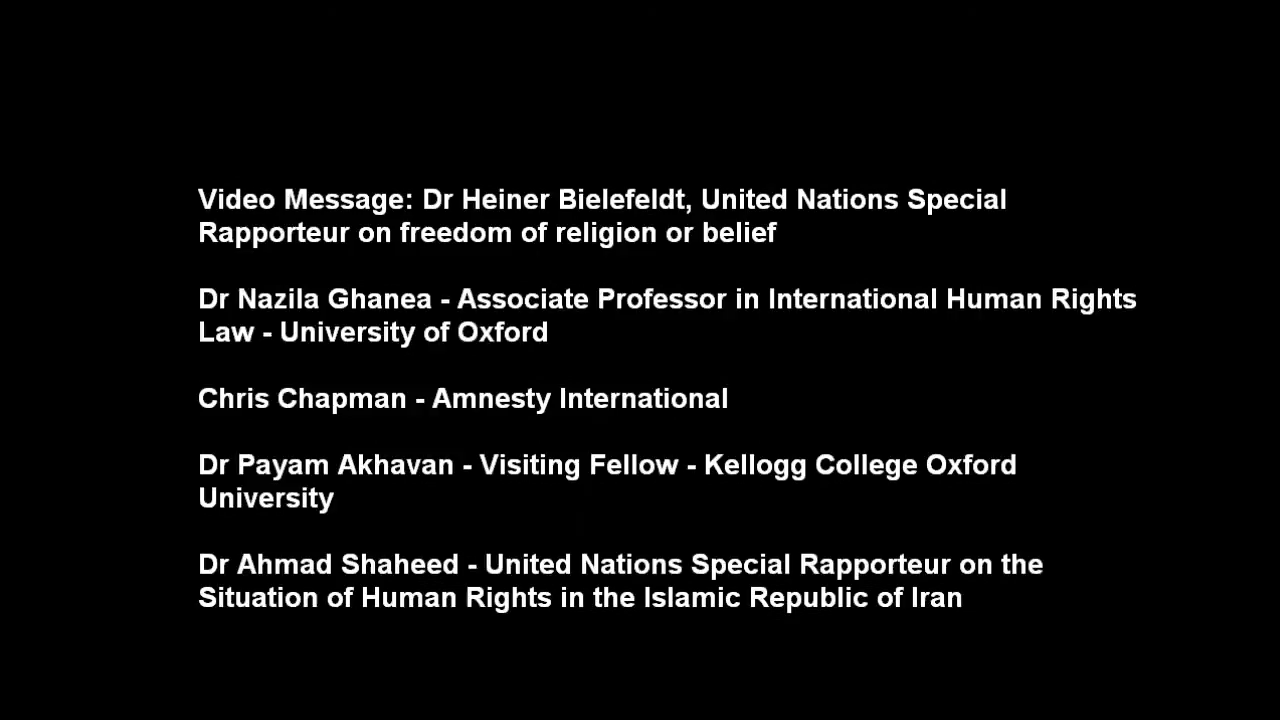 Video Message: Dr Heiner Bielefeldt, United Nations Special
Rapporteur on freedom of religion or belief
Dr Nazila Ghanea - Associate Professor in International Human Rights
Law - University of Oxford
Chris Chapman - Amnesty International
Dr Payam Akhavan - Visiting Fellow - Kellogg College Oxford
University
Dr Ahmad Shaheed - United Nations Special Rapporteur on the
Situation of Human Rights in the Islamic Republic of Iran